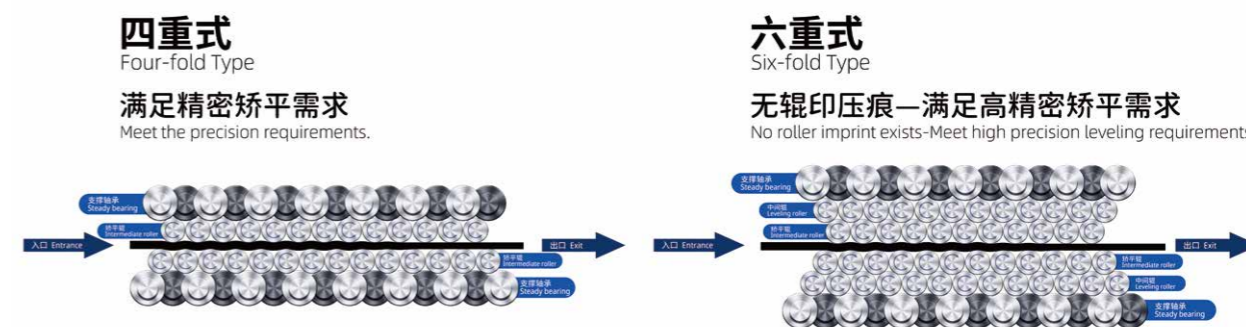 四重式
Four-fold Type
满足精密矫平需求
Meet the precision requirements.
支撑轴承
Steady bearing
矫平辊
Intermediate roller
入口 Entrance
出口 Exit
矫平辊
Intermediate roller
支撑轴承
Steady bearing
六重式
Six-fold Type
无辊印压痕—满足高精密矫平需求
No roller imprint exists-Meet high precision leveling requirements
支撑轴承
Steady bearing
中间辊
Leveling roller
矫平辊
Intermediate roller
入口 Entrance
出口 Exit
矫平辊
Intermediate roller
中间辊
Leveling roller
支撑轴承
Steady bearing